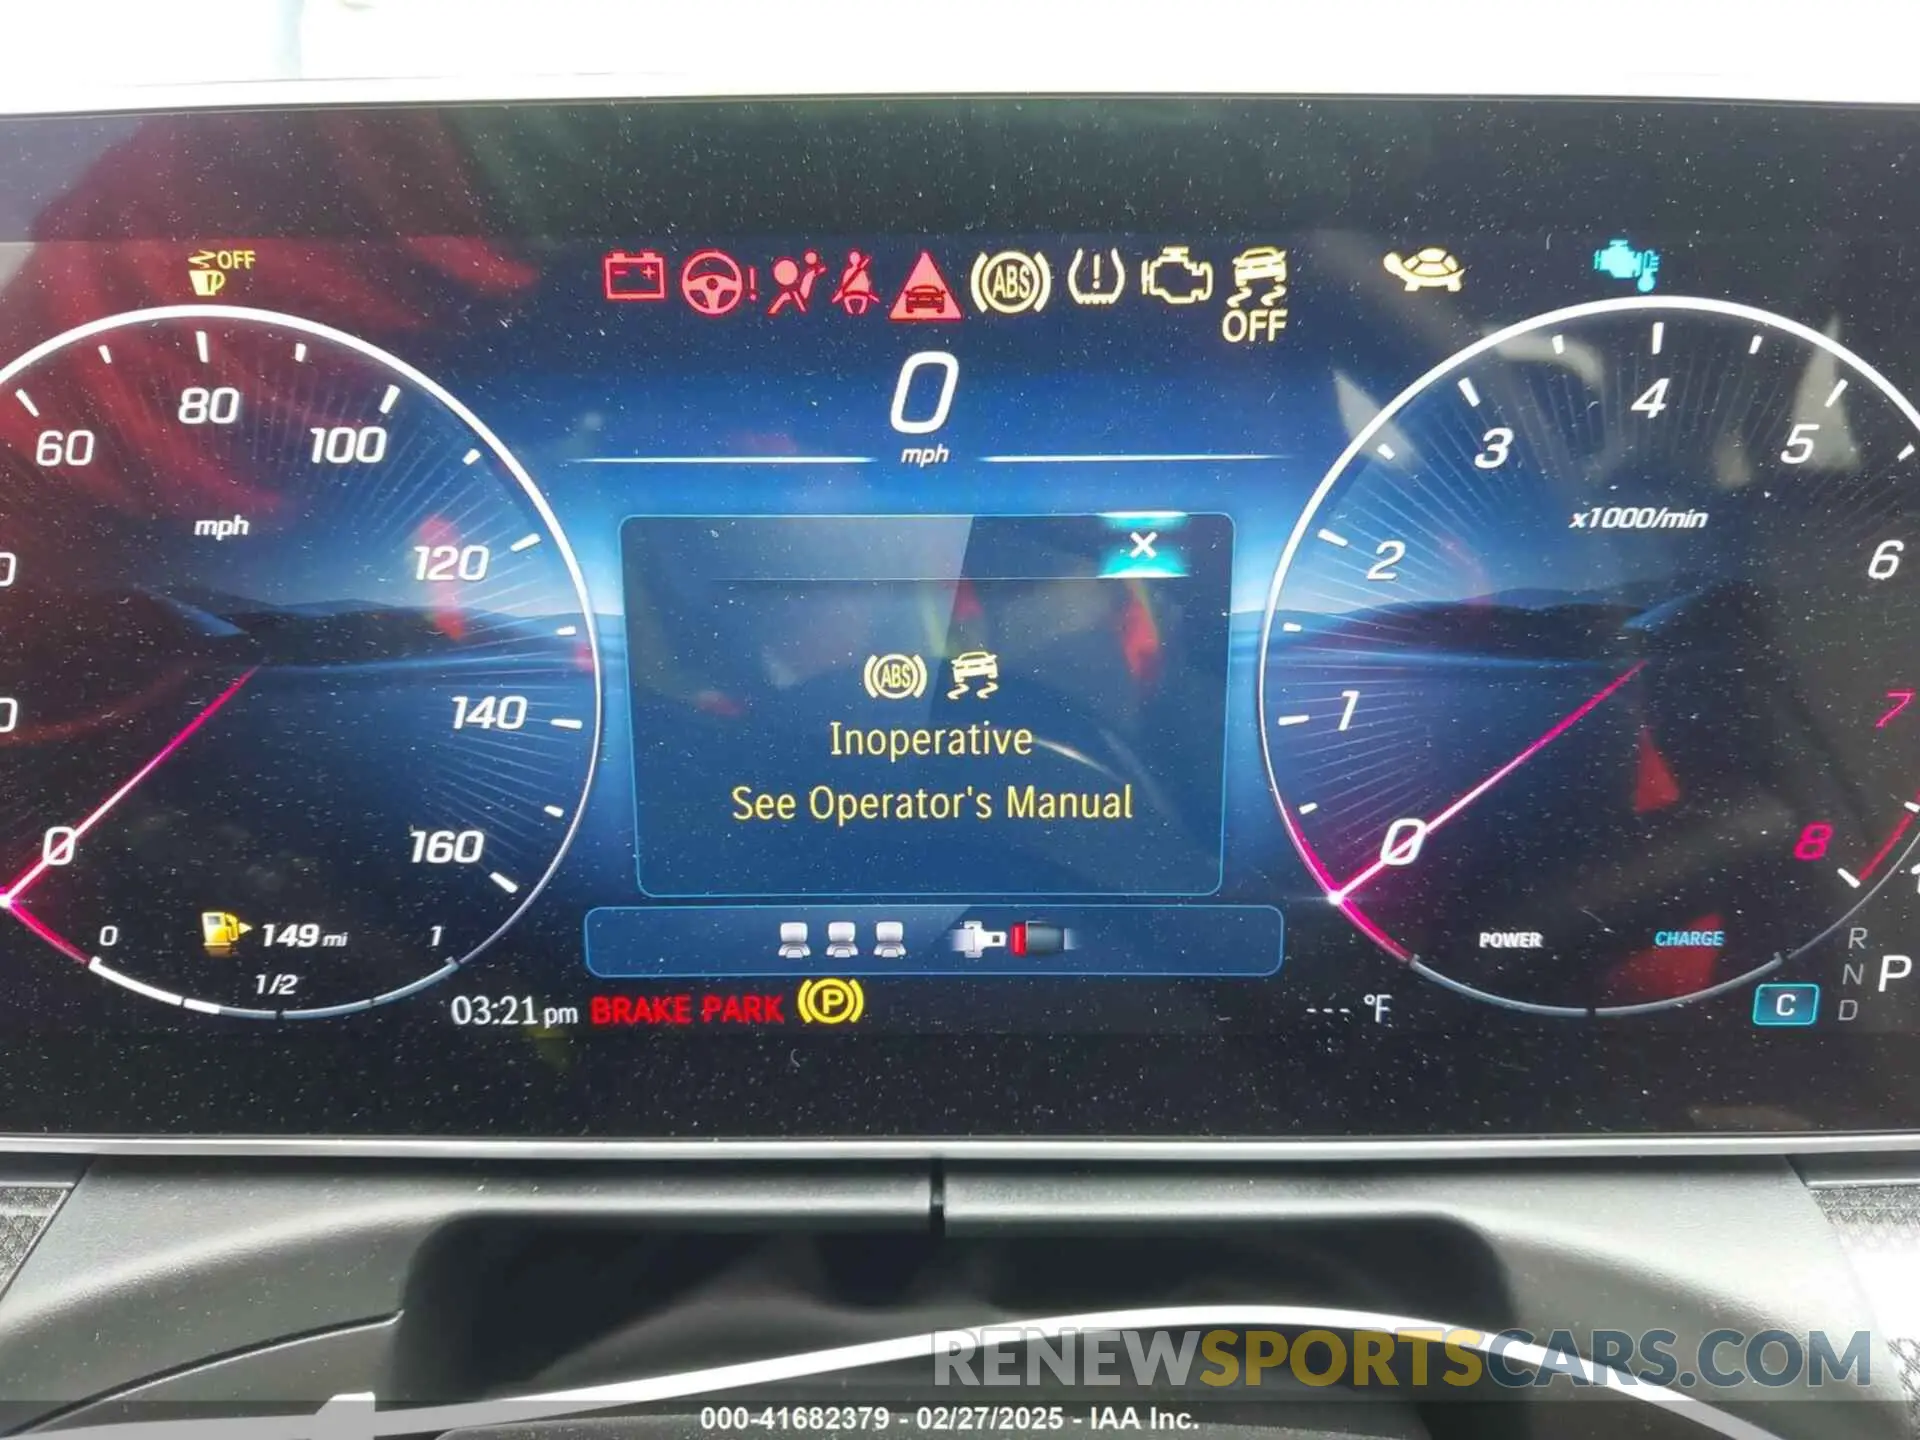 OFF
ABS
OFF
0
mph
60
80
100
mph
120
140
160
0
0
149 mi
1
1/2
×
ABS
Inoperative
See Operator's Manual
x1000/min
0
1
2
3
4
5
6
7
8
POWER
CHARGE
R
N
P
D
C
03:21 pm BRAKE PARK P
--- °F
RENEWSPORTSCARS.COM
000-41682379 - 02/27/2025 - IAA Inc.